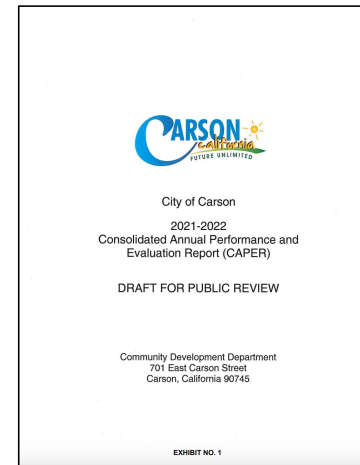 CARSON
California
FUTURE UNLIMITED
City of Carson
2021-2022
Consolidated Annual Performance and
Evaluation Report (CAPER)
DRAFT FOR PUBLIC REVIEW
Community Development Department
701 East Carson Street
Carson, California 90745
EXHIBIT NO. 1